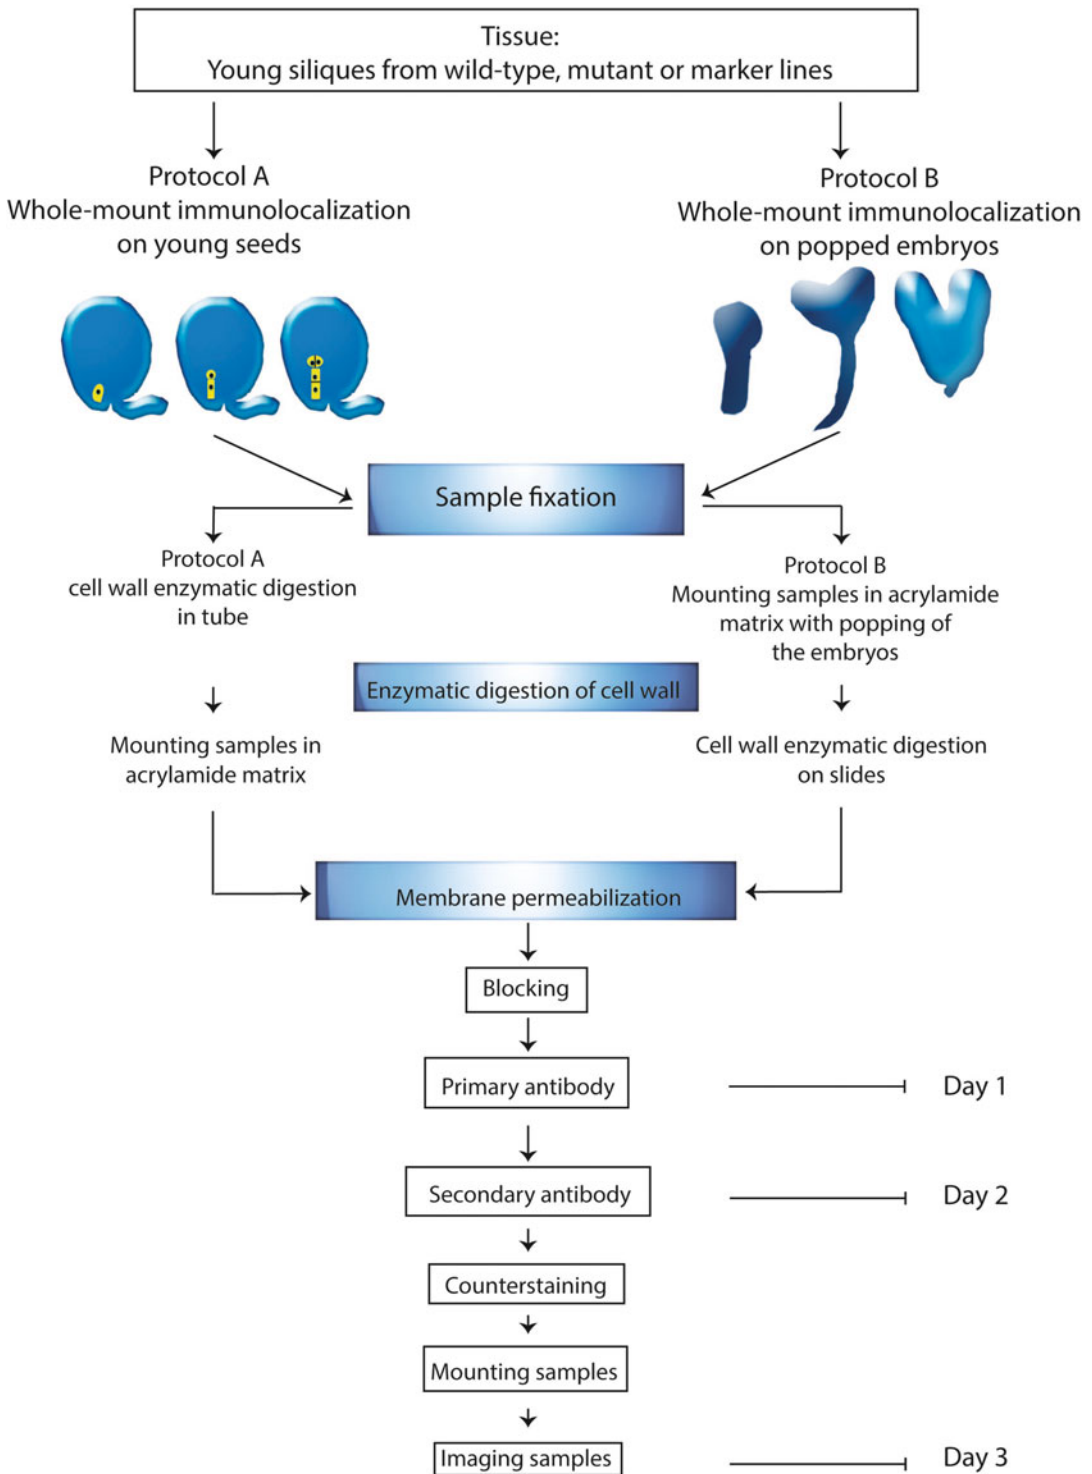 Tissue:
Young siliques from wild-type, mutant or marker lines
Protocol A
Whole-mount immunolocalization
on young seeds
Protocol B
Whole-mount immunolocalization
on popped embryos
Sample fixation
Protocol A
cell wall enzymatic digestion
in tube
Protocol B
Mounting samples in acrylamide
matrix with popping of
the embryos
Enzymatic digestion of cell wall
Mounting samples in
acrylamide matrix
Cell wall enzymatic digestion
on slides
Membrane permeabilization
Blocking
Primary antibody
Day 1
Secondary antibody
Day 2
Counterstaining
Mounting samples
Imaging samples
Day 3